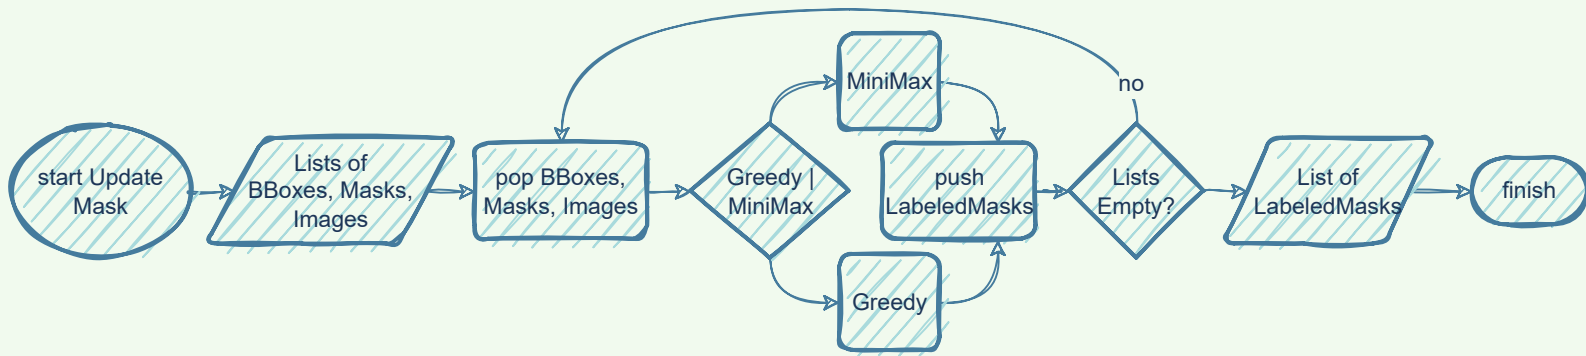 start Update
Mask
Lists of
BBoxes, Masks,
Images
pop BBoxes,
Masks, Images
Greedy |
MiniMax
MiniMax
Greedy
push
LabeledMasks
Lists
Empty?
no
List of
LabeledMasks
finish